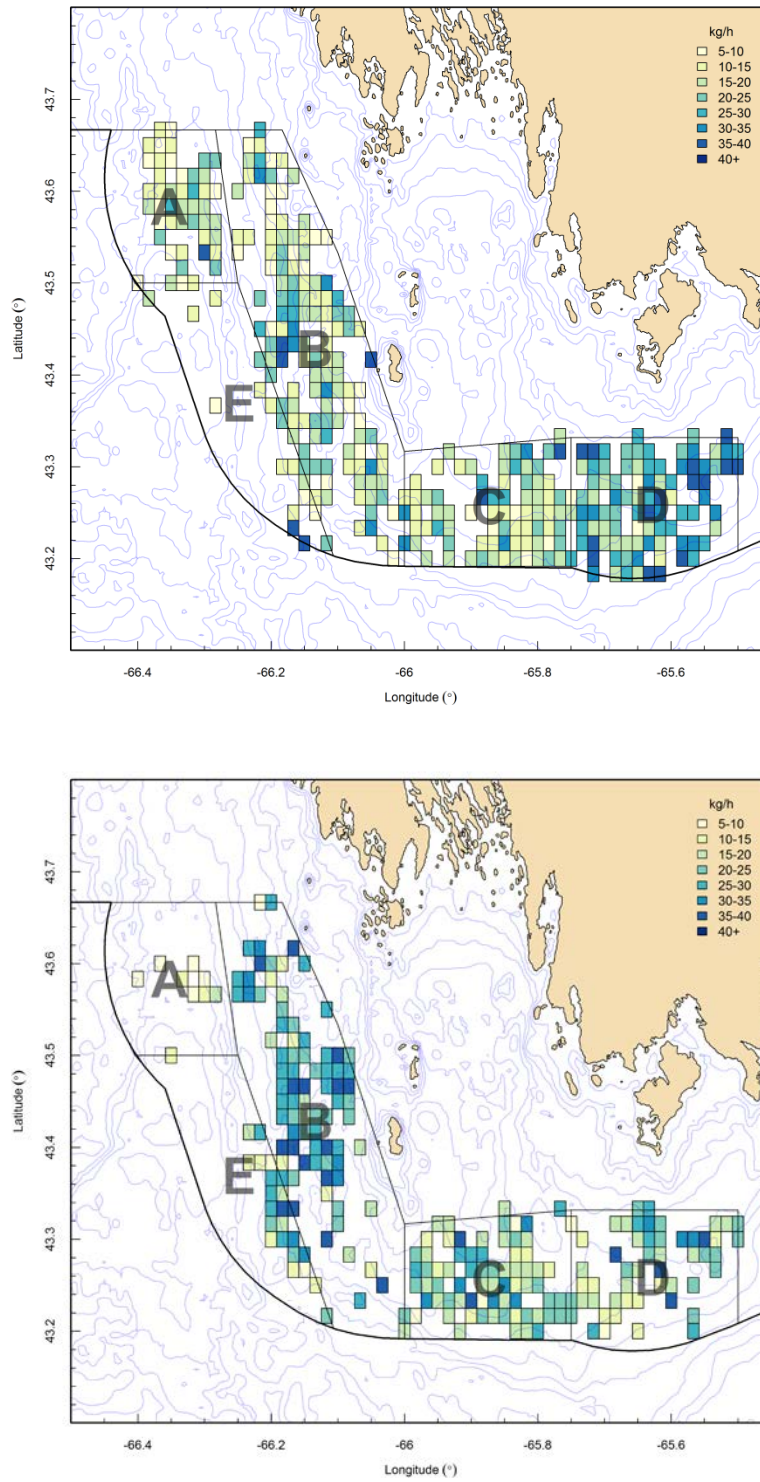 kg/h
5-10
10-15
15-20
20-25
25-30
30-35
35-40
40+
43.7
43.6
43.5
43.4
43.3
43.2
Latitude (°)
A
B
E
C
D
-66.4
-66.2
-66
-65.8
-65.6
Longitude (°)
kg/h
5-10
10-15
15-20
20-25
25-30
30-35
35-40
40+
43.7
43.6
43.5
43.4
43.3
43.2
Latitude (°)
A
B
E
C
D
-66.4
-66.2
-66
-65.8
-65.6
Longitude (°)